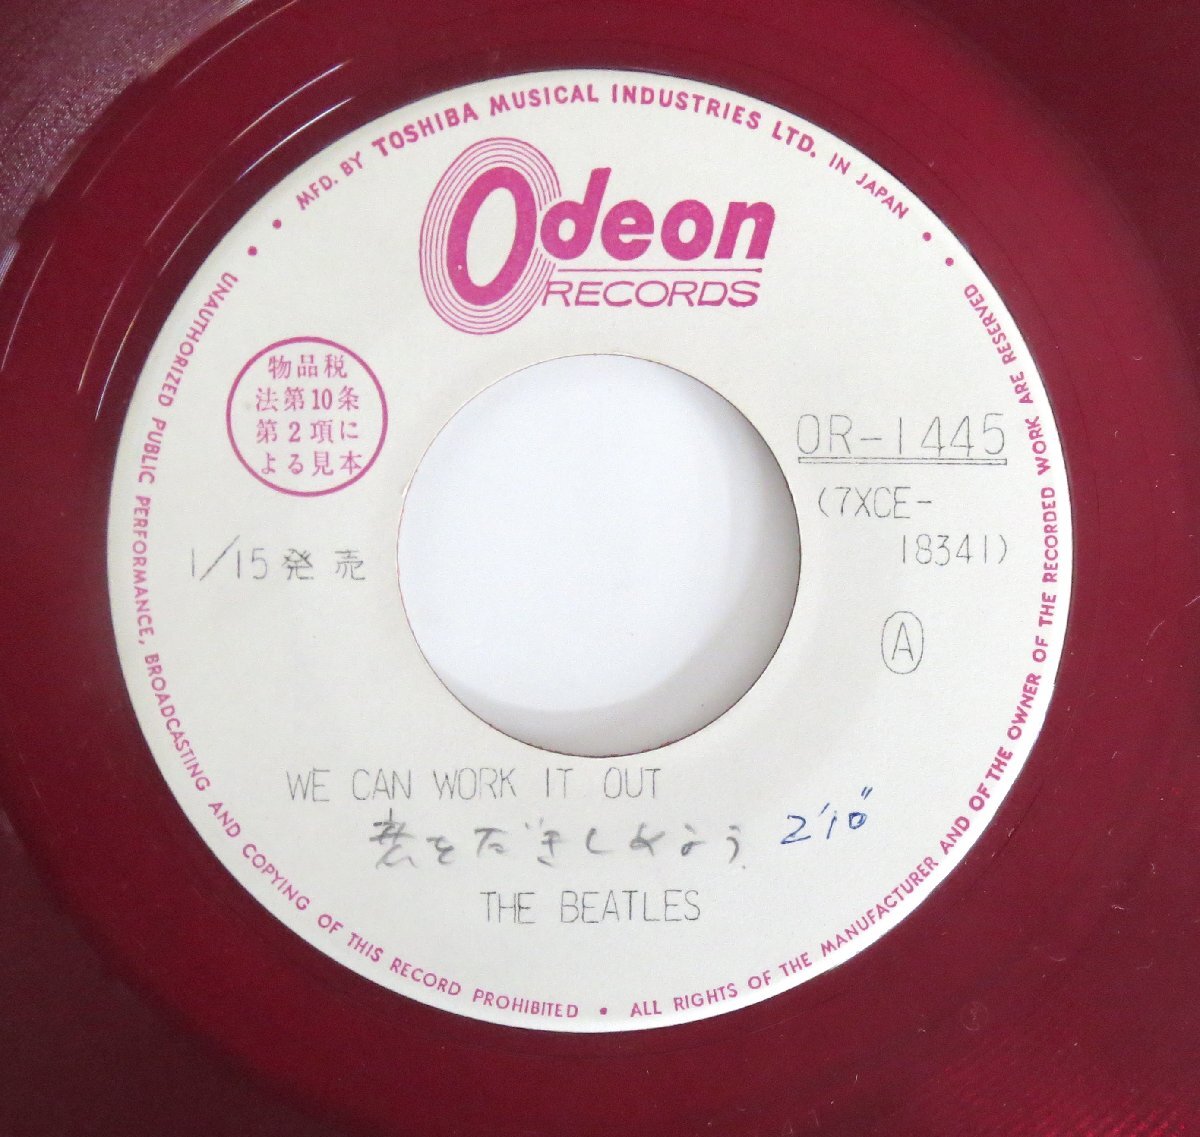 MFD. BY TOSHIBA MUSICAL INDUSTRIES LTD. IN JAPAN
Odeon
RECORDS
物品税
法第10条
第2項に
よる見本
OR-1445
(7XCE-
18341)
1/15発売
A
WE CAN WORK IT OUT
恋をだきしめよう 2'10"
THE BEATLES
UNAUTHORIZED PUBLIC PERFORMANCE, BROADCASTING AND COPYING OF THIS RECORD PROHIBITED • ALL RIGHTS OF THE MANUFACTURER AND OF THE OWNER OF THE RECORDED WORK ARE RESERVED